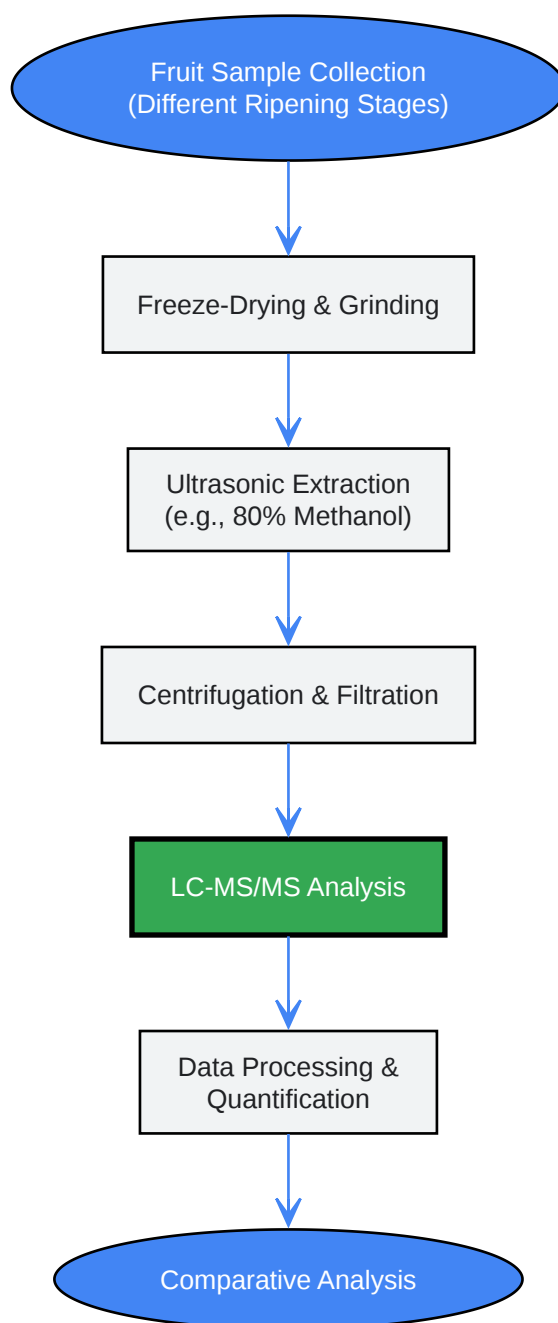 Fruit Sample Collection
(Different Ripening Stages)
Freeze-Drying & Grinding
Ultrasonic Extraction
(e.g., 80% Methanol)
Centrifugation & Filtration
LC-MS/MS Analysis
Data Processing &
Quantification
Comparative Analysis